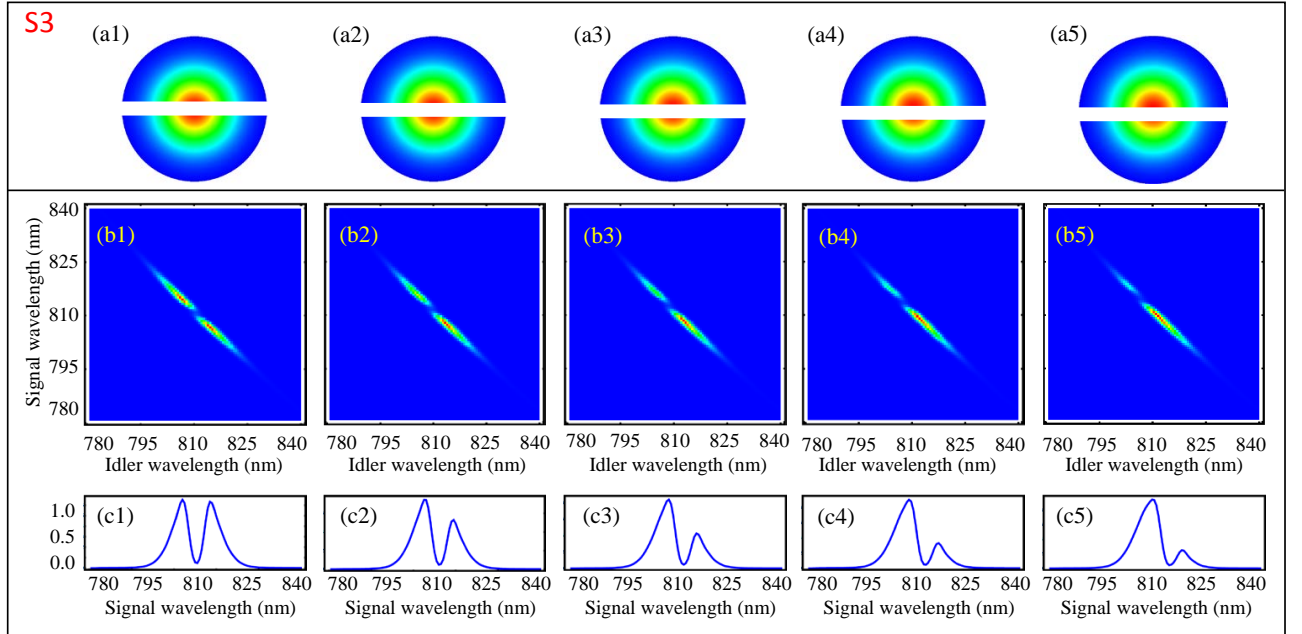 S3
(a1) (a2) (a3) (a4) (a5)
840
825
810
795
780
Signal wavelength (nm)
(b1) (b2) (b3) (b4) (b5)
780 795 810 825 840 780 795 810 825 840 780 795 810 825 840 780 795 810 825 840 780 795 810 825 840
Idler wavelength (nm) Idler wavelength (nm) Idler wavelength (nm) Idler wavelength (nm) Idler wavelength (nm)
1.0
0.5
0.0
(c1) (c2) (c3) (c4) (c5)
780 795 810 825 840 780 795 810 825 840 780 795 810 825 840 780 795 810 825 840 780 795 810 825 840
Signal wavelength (nm) Signal wavelength (nm) Signal wavelength (nm) Signal wavelength (nm) Signal wavelength (nm)